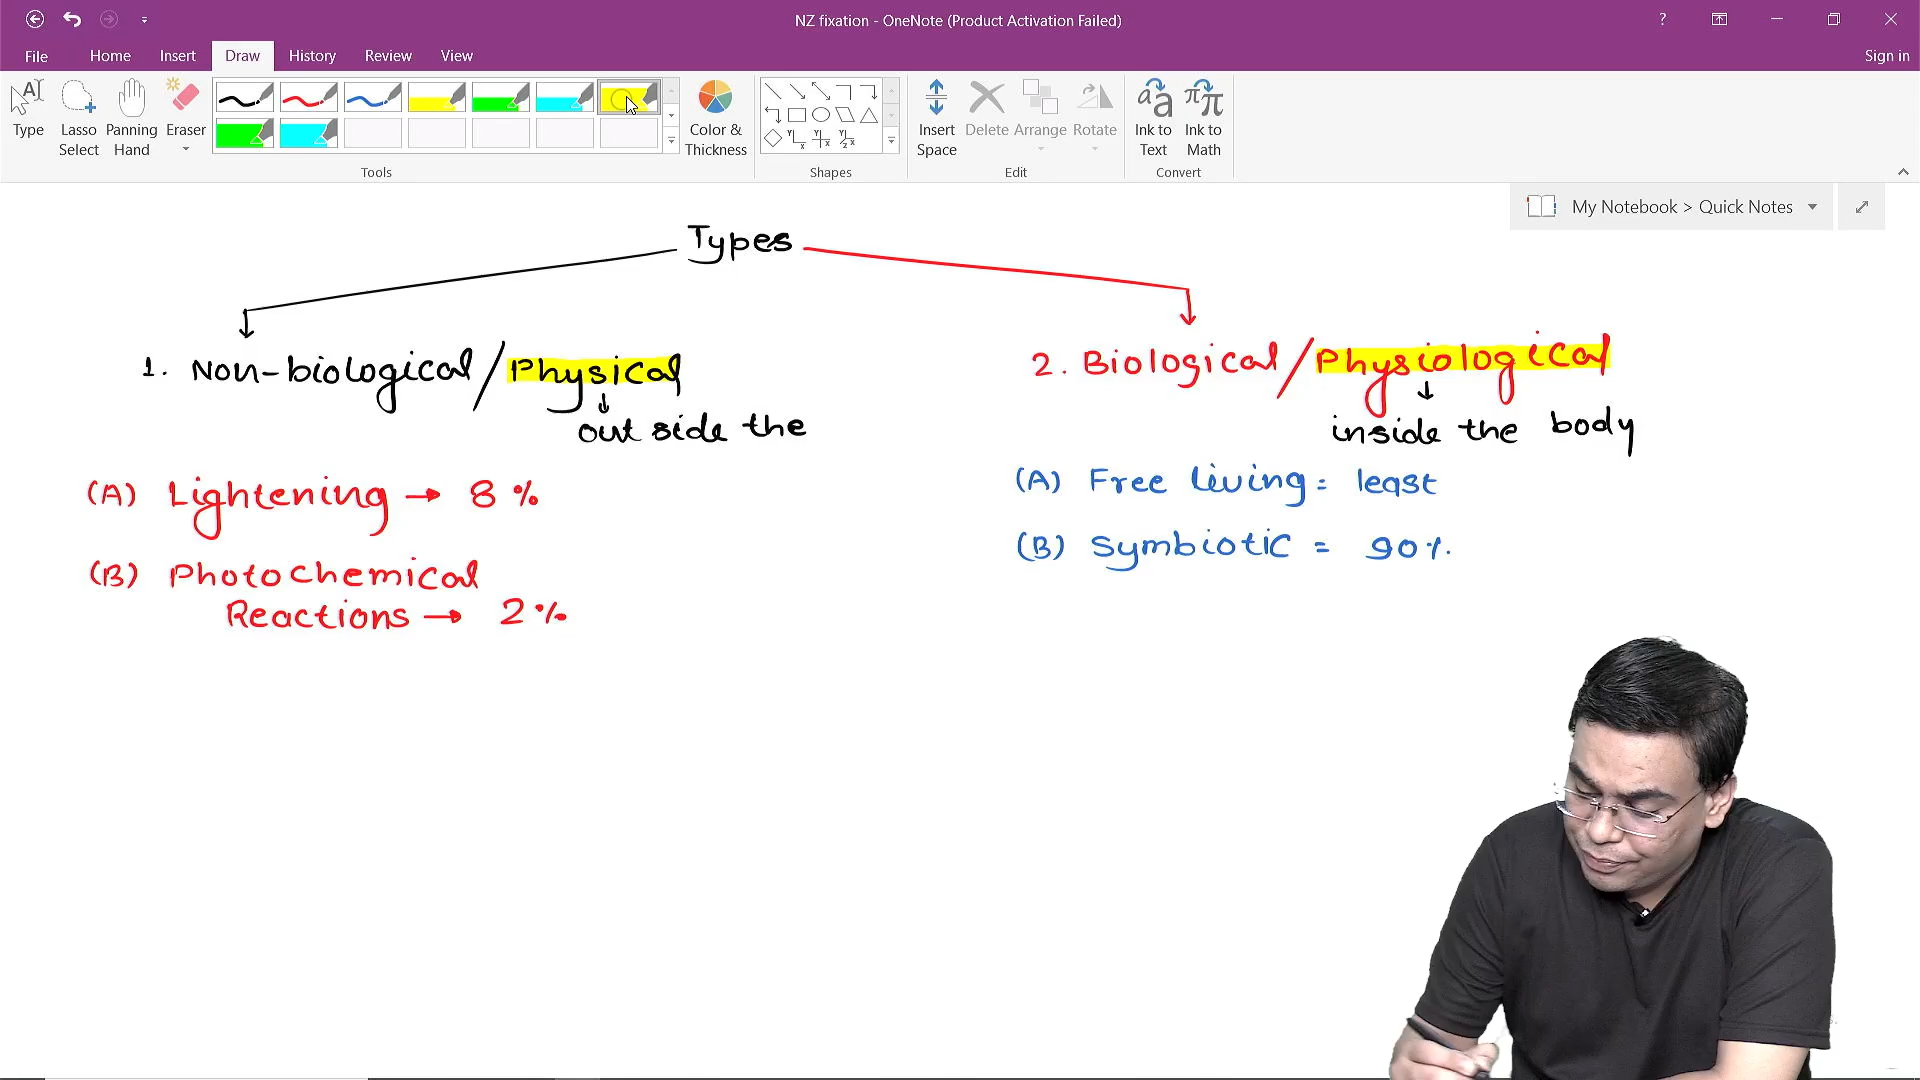 NZ fixation - OneNote (Product Activation Failed)
?
File Home Insert Draw History Review View
Sign in
Type
Lasso Select
Panning Hand
Eraser
Color & Thickness
Insert Space
Delete
Arrange
Rotate
Ink to Text
Ink to Math
Tools
Shapes
Edit
Convert
My Notebook > Quick Notes
Types
1. Non-biological/Physical
out side the
(A) Lightening → 8%
(B) Photochemical
Reactions → 2%
2. Biological/Physiological
inside the body
(A) Free living = least
(B) Symbiotic = 90%.